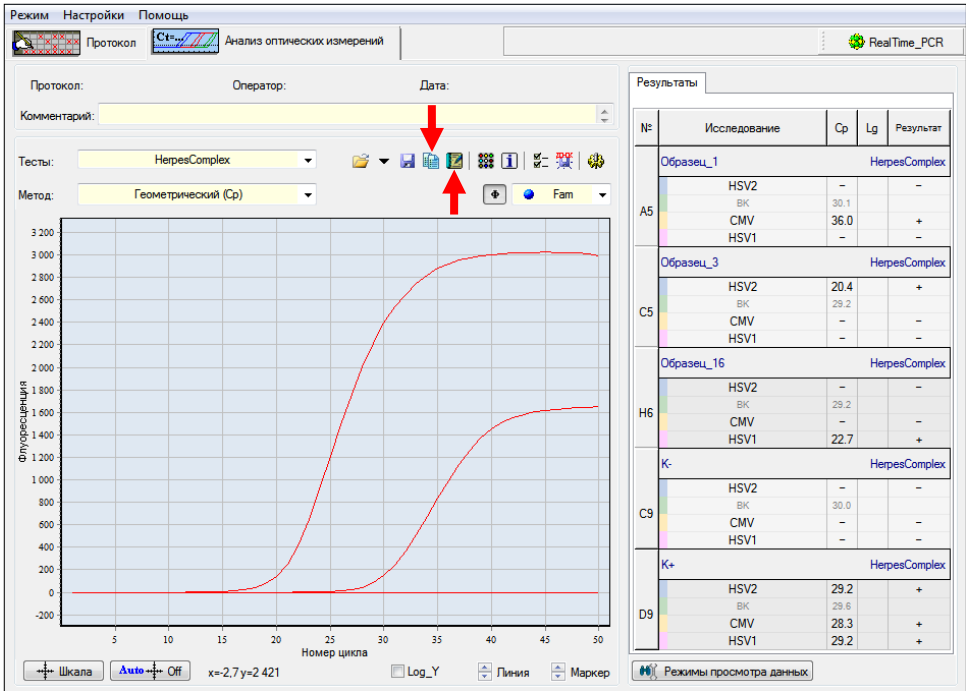 Режим Настройки Помощь
Протокол Ct=... Анализ оптических измерений RealTime_PCR
Протокол: Оператор: Дата:
Комментарий:
Тесты: HerpesComplex
Метод: Геометрический (Cp) Ф Fam
3 200
3 000
2 800
2 600
2 400
2 200
2 000
1 800
1 600
1 400
1 200
1 000
800
600
400
200
0
-200
Флуоресценция
5 10 15 20 25 30 35 40 45 50
Номер цикла
Шкала Auto Off x=-2,7 y=2 421 Log_Y Линия Маркер
Результаты
№ Исследование Cp Lg Результат
Образец_1 HerpesComplex
A5
HSV2 – –
ВК 30.1
CMV 36.0 +
HSV1 – –
Образец_3 HerpesComplex
C5
HSV2 20.4 +
ВК 29.2
CMV – –
HSV1 – –
Образец_16 HerpesComplex
H6
HSV2 – –
ВК 29.2
CMV – –
HSV1 22.7 +
K- HerpesComplex
C9
HSV2 – –
ВК 30.0
CMV – –
HSV1 – –
K+ HerpesComplex
D9
HSV2 29.2 +
ВК 29.6
CMV 28.3 +
HSV1 29.2 +
Режимы просмотра данных